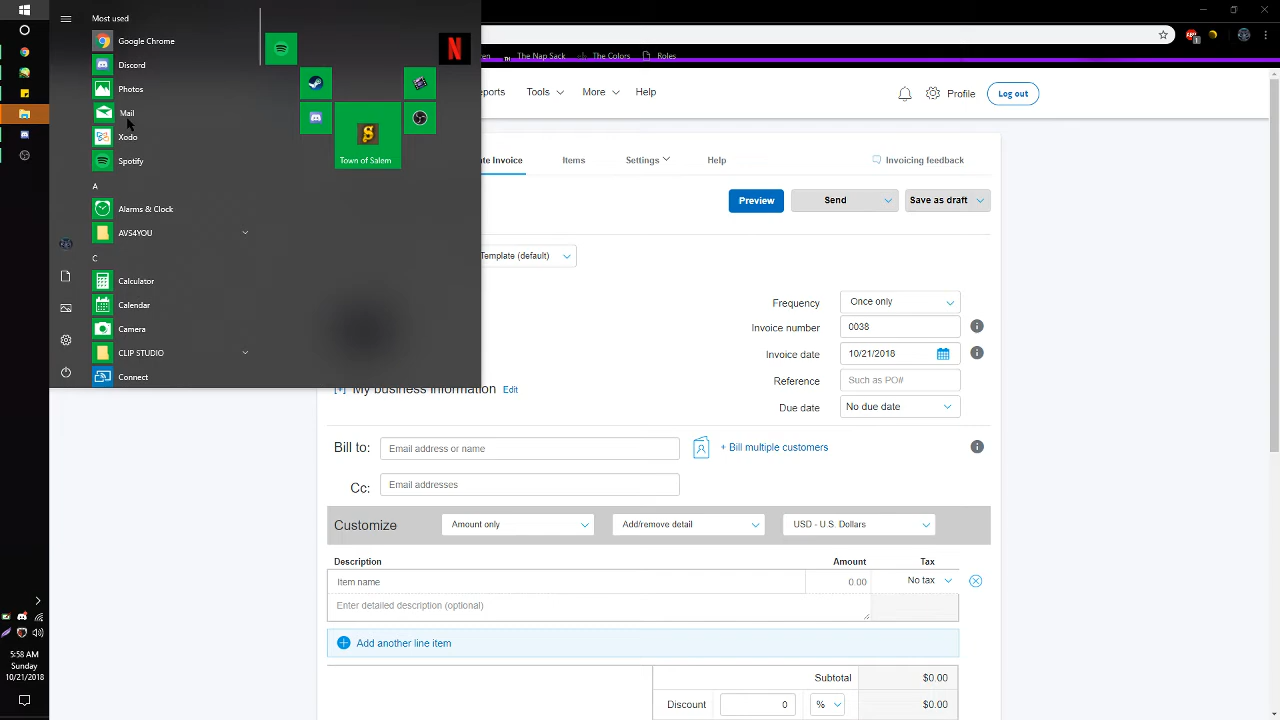 Most used
Google Chrome
Discord
Photos
Mail
Xodo
Spotify
A
Alarms & Clock
AVS4YOU
C
Calculator
Calendar
Camera
CLIP STUDIO
Connect
Town of Salem
The Nap Sack
The Colors
Roles
Tools
More
Help
Profile
Log out
Invoice
Items
Settings
Help
Invoicing feedback
Preview
Send
Save as draft
Template (default)
Frequency
Once only
Invoice number
0038
Invoice date
10/21/2018
Reference
Such as PO#
Due date
No due date
[+] My business information
Edit
Bill to:
Email address or name
+ Bill multiple customers
Cc:
Email addresses
Customize
Amount only
Add/remove detail
USD - U.S. Dollars
Description
Amount
Tax
Item name
0.00
No tax
Enter detailed description (optional)
Add another line item
Subtotal
$0.00
Discount
0
%
$0.00
5:58 AM
Sunday
10/21/2018